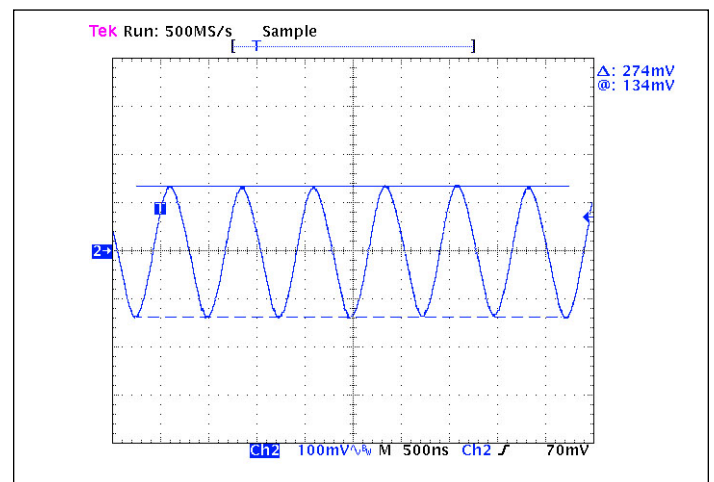 Tek Run: 500MS/s Sample
T
Δ: 274mV
@: 134mV
T
2
Ch2 100mV M 500ns Ch2 70mV